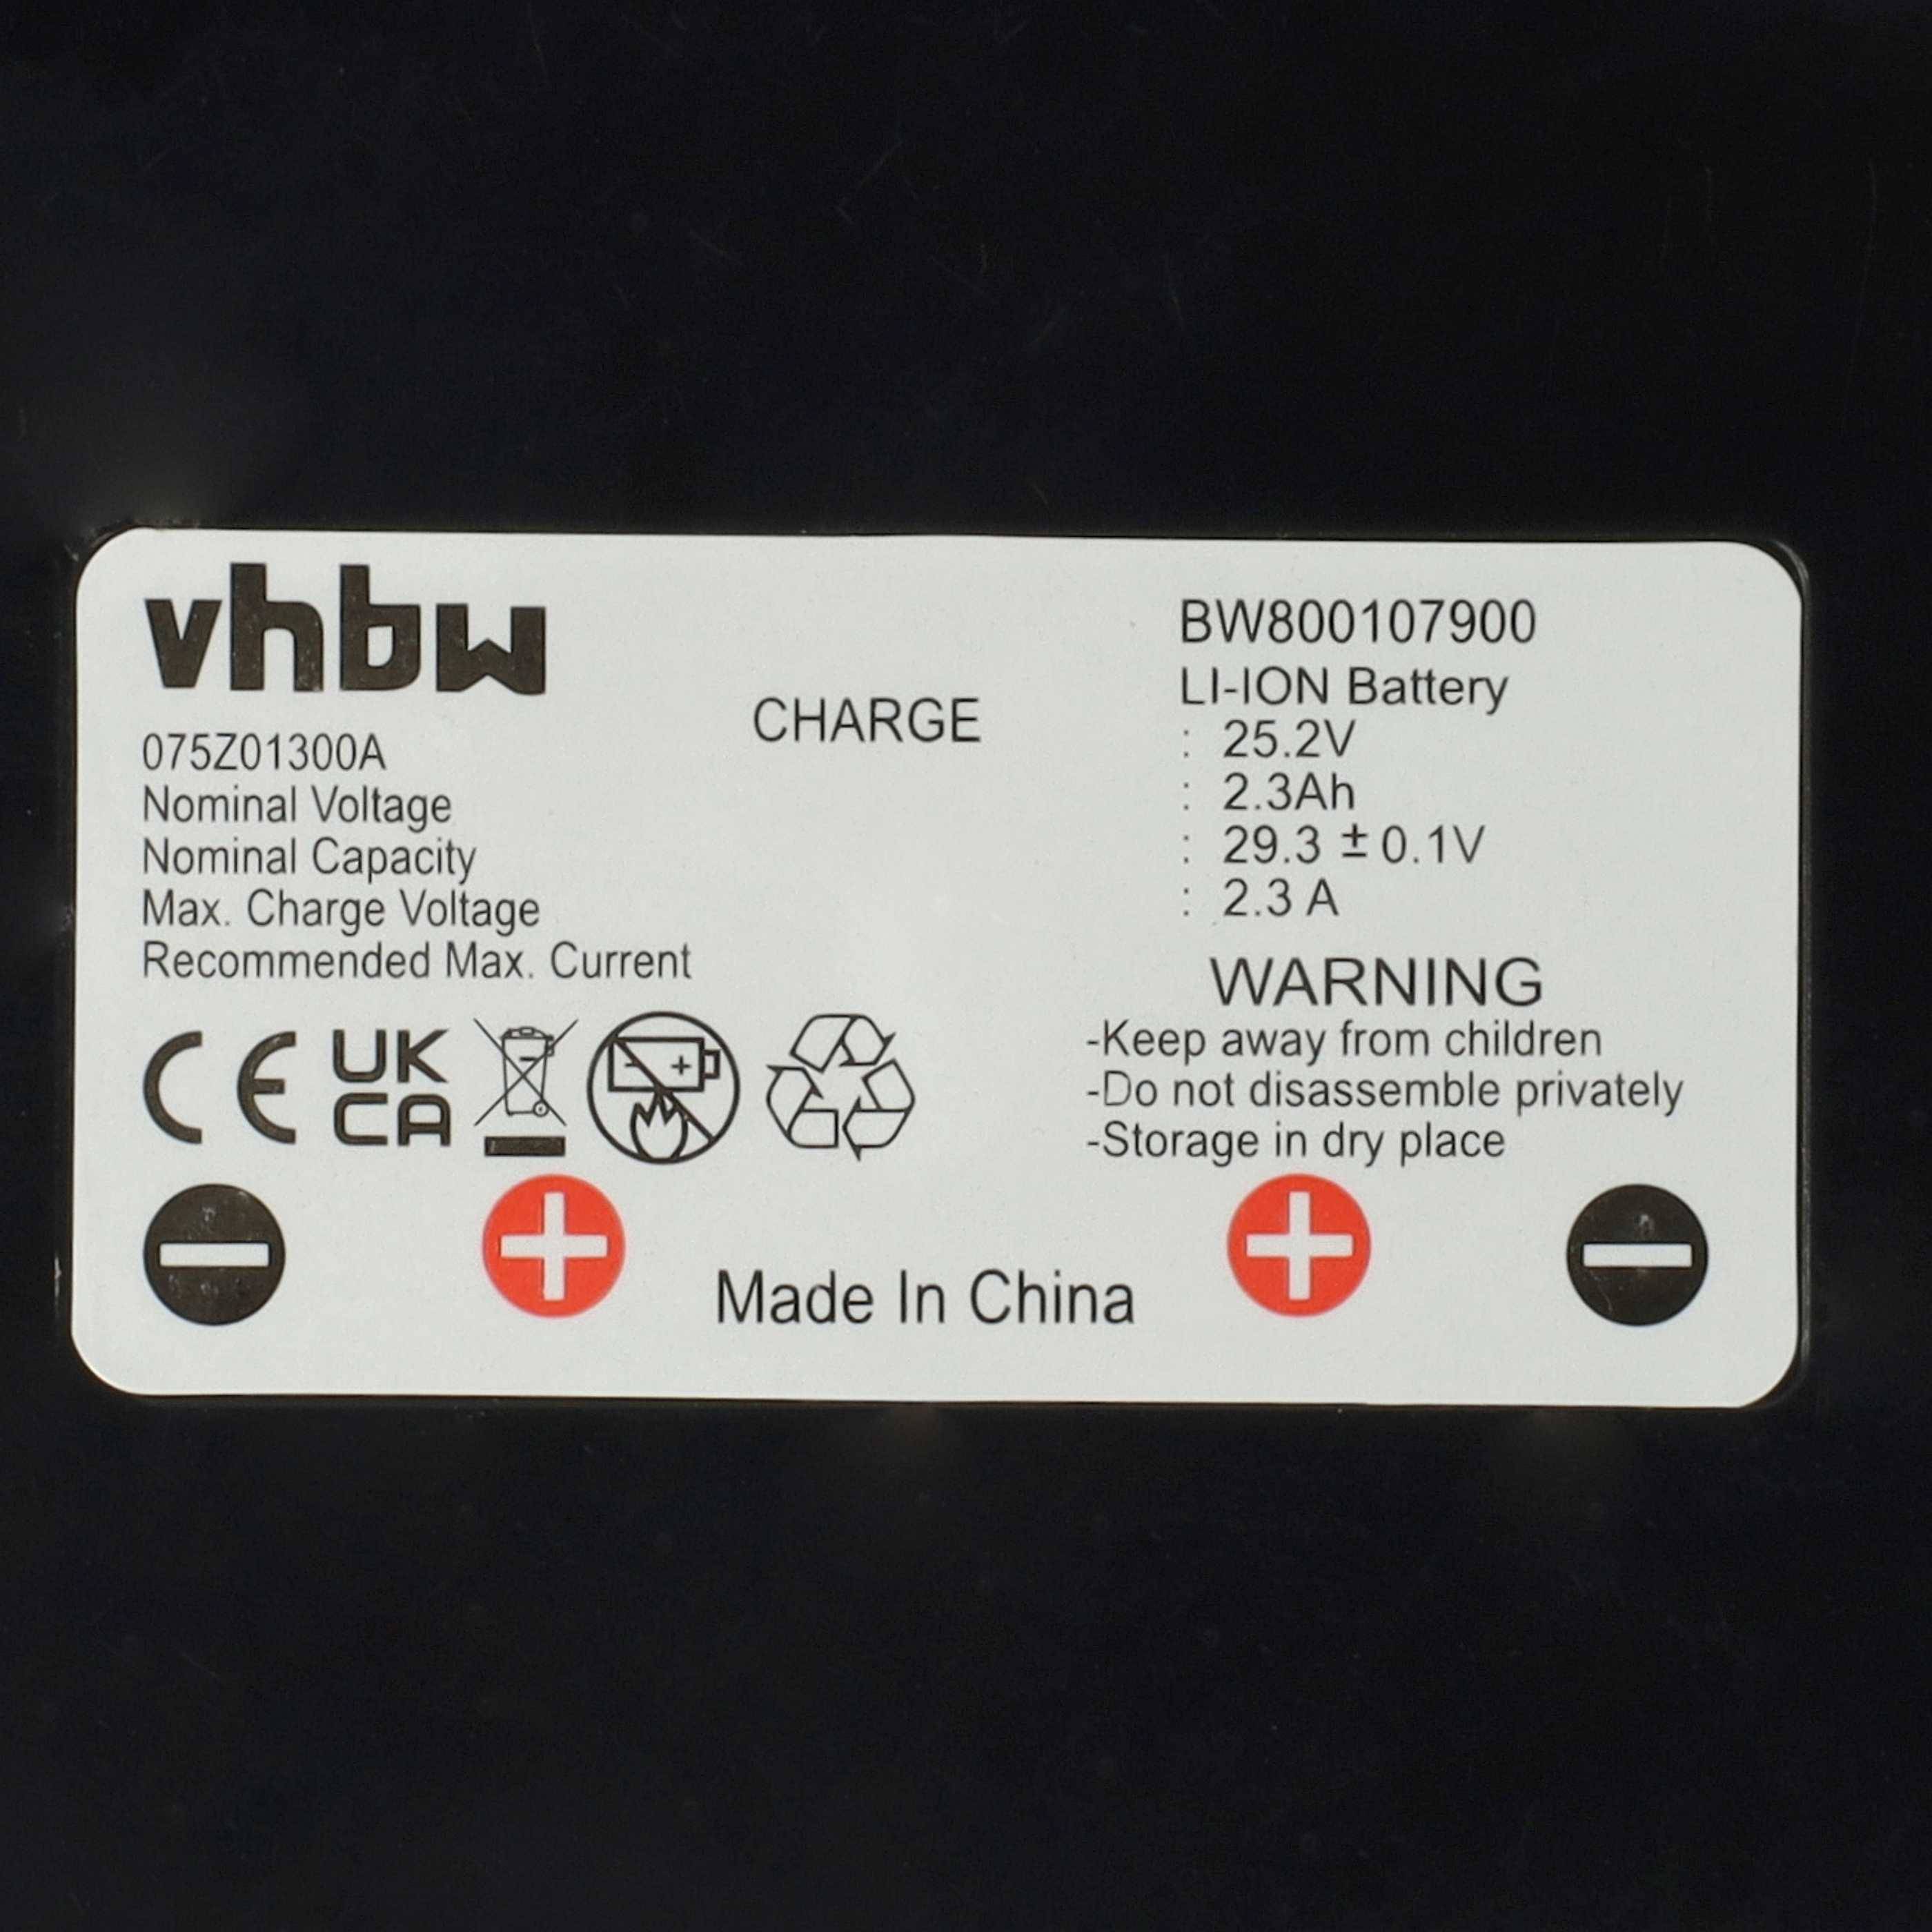 vhbw
BW800107900
CHARGE
LI-ION Battery
075Z01300A
Nominal Voltage : 25.2V
Nominal Capacity : 2.3Ah
Max. Charge Voltage : 29.3 ± 0.1V
Recommended Max. Current : 2.3 A
WARNING
-Keep away from children
-Do not disassemble privately
-Storage in dry place
CE UK
CA
- +
+ -
Made In China